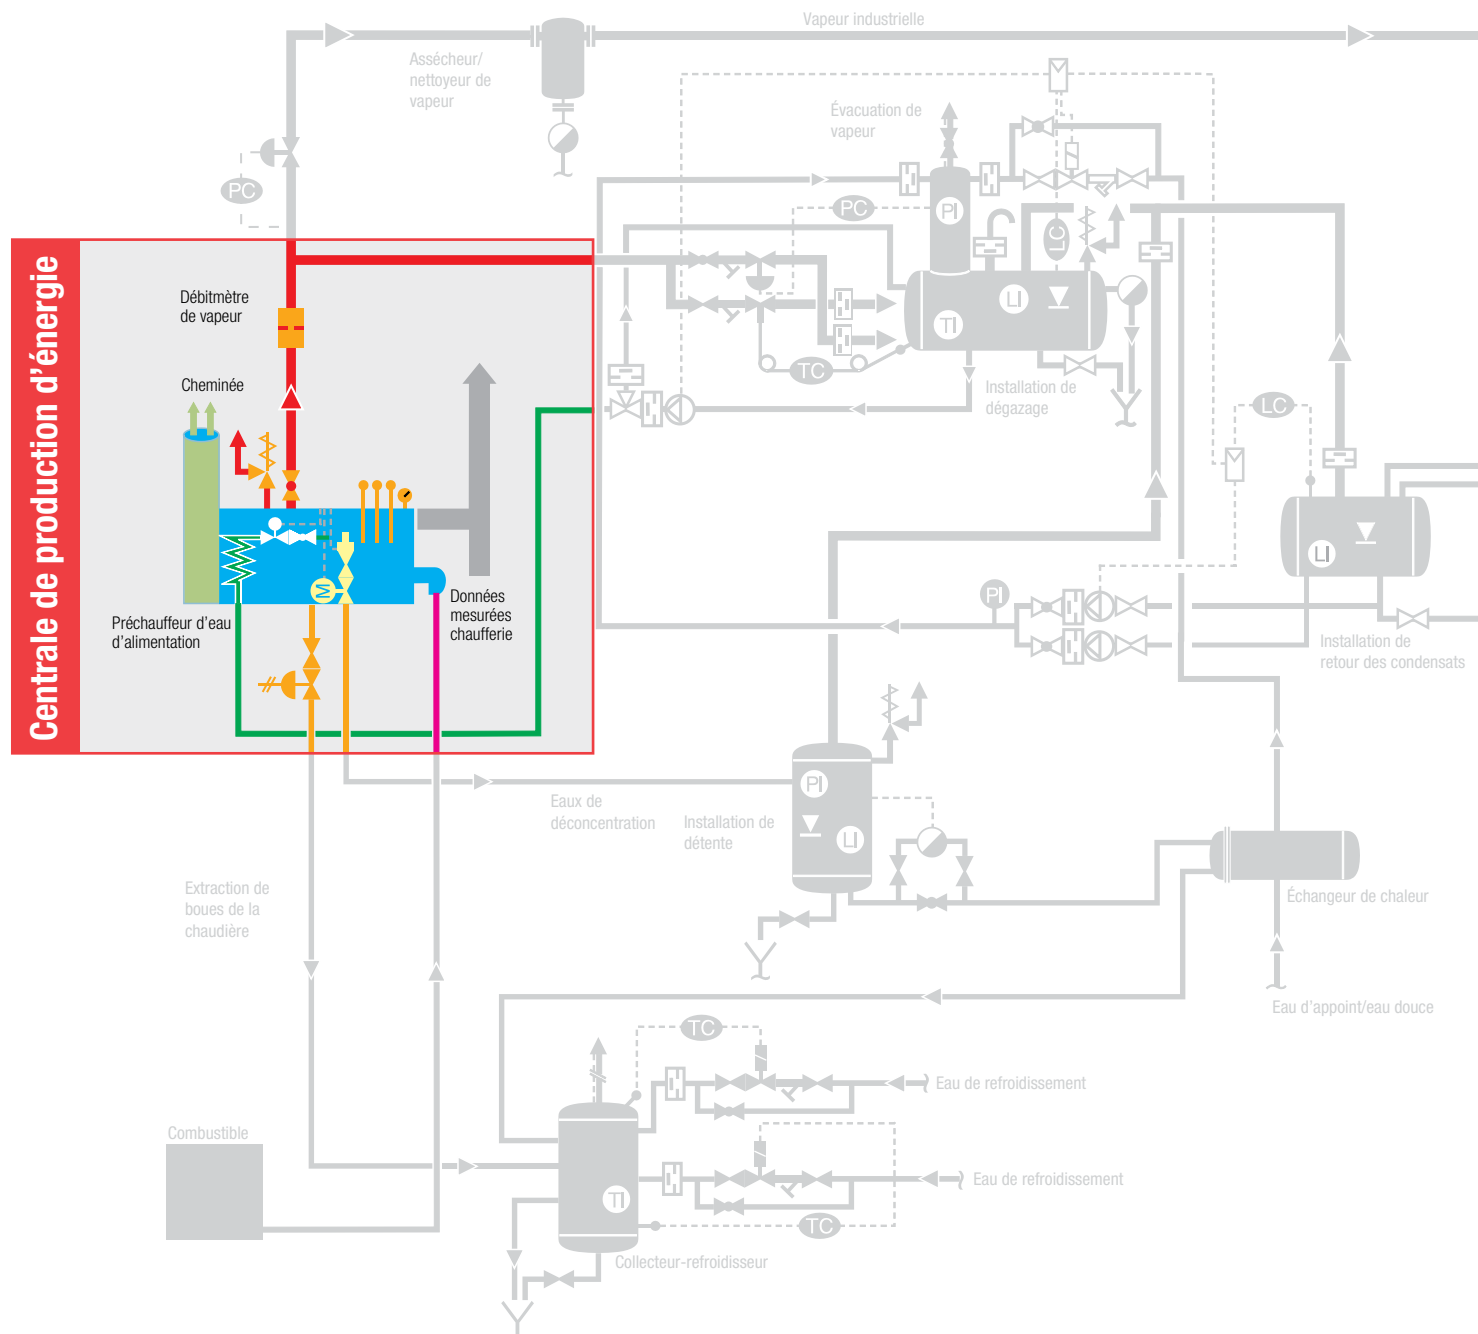 Vapeur industrielle
Assécheur/
nettoyeur de
vapeur
Évacuation de
vapeur
PC
PI
PC
LC
Centrale de production d'énergie
Débitmètre
de vapeur
LI
TI
TC
Installation de
dégazage
Cheminée
LC
LI
M
Données
mesurées
chaufferie
Préchauffeur d'eau
d'alimentation
PI
Installation de
retour des condensats
PI
LI
Eaux de
déconcentration
Installation de
détente
Extraction de
boues de la
chaudière
Échangeur de chaleur
Eau d'appoint/eau douce
TC
Eau de refroidissement
Combustible
TI
Eau de refroidissement
TC
Collecteur-refroidisseur